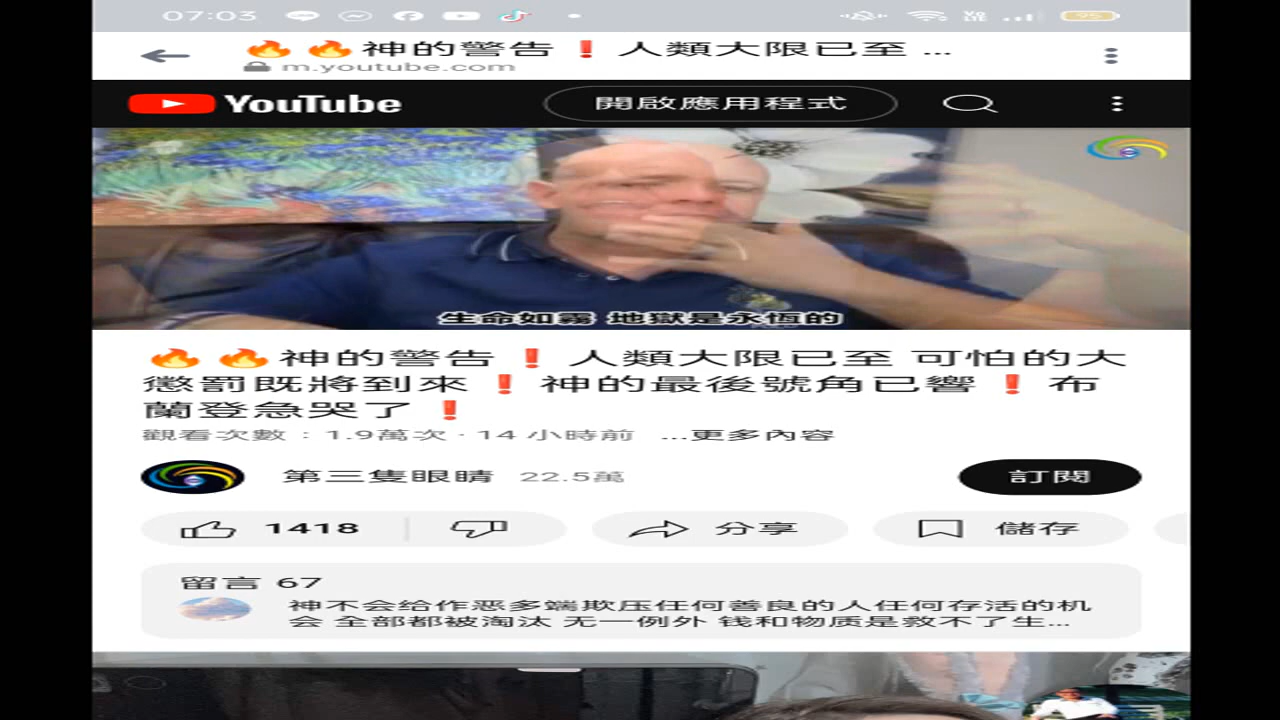 07:03
VO
LTE
95
🔥🔥神的警告❗人類大限已至 ...
m.youtube.com
YouTube
開啟應用程式
生命如霧 地獄是永恆的
🔥🔥神的警告❗人類大限已至 可怕的大
懲罰既將到來❗神的最後號角已響❗布
蘭登急哭了❗
觀看次數：1.9萬次 · 14 小時前 ...更多內容
第三隻眼睛 22.5萬
訂閱
1418
分享
儲存
留言 67
神不会给作恶多端欺压任何善良的人任何存活的机
会 全部都被淘汰 无一例外 钱和物质是救不了生...